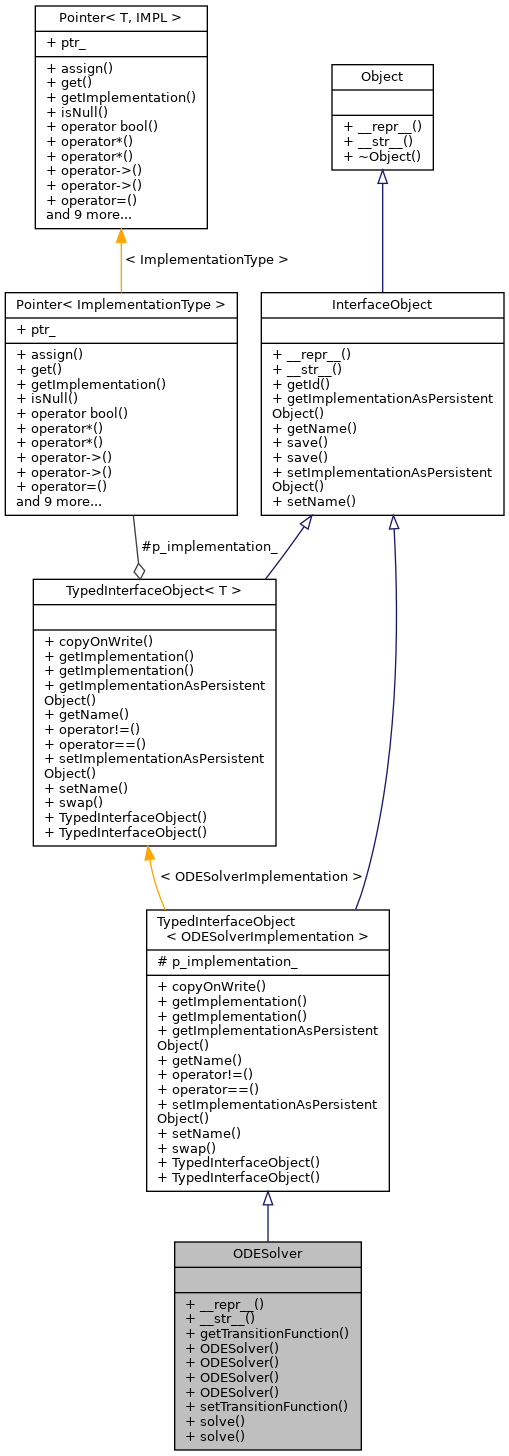 Pointer< T, IMPL >
+ ptr_
+ assign()
+ get()
+ getImplementation()
+ isNull()
+ operator bool()
+ operator*()
+ operator*()
+ operator->()
+ operator->()
+ operator=()
and 9 more...
Object
+ __repr__()
+ __str__()
+ ~Object()
< ImplementationType >
Pointer< ImplementationType >
+ ptr_
+ assign()
+ get()
+ getImplementation()
+ isNull()
+ operator bool()
+ operator*()
+ operator*()
+ operator->()
+ operator->()
+ operator=()
and 9 more...
InterfaceObject
+ __repr__()
+ __str__()
+ getId()
+ getImplementationAsPersistent
Object()
+ getName()
+ save()
+ save()
+ setImplementationAsPersistent
Object()
+ setName()
#p_implementation_
TypedInterfaceObject< T >
+ copyOnWrite()
+ getImplementation()
+ getImplementation()
+ getImplementationAsPersistent
Object()
+ getName()
+ operator!=()
+ operator==()
+ setImplementationAsPersistent
Object()
+ setName()
+ swap()
+ TypedInterfaceObject()
+ TypedInterfaceObject()
< ODESolverImplementation >
TypedInterfaceObject
< ODESolverImplementation >
# p_implementation_
+ copyOnWrite()
+ getImplementation()
+ getImplementation()
+ getImplementationAsPersistent
Object()
+ getName()
+ operator!=()
+ operator==()
+ setImplementationAsPersistent
Object()
+ setName()
+ swap()
+ TypedInterfaceObject()
+ TypedInterfaceObject()
ODESolver
+ __repr__()
+ __str__()
+ getTransitionFunction()
+ ODESolver()
+ ODESolver()
+ ODESolver()
+ ODESolver()
+ setTransitionFunction()
+ solve()
+ solve()